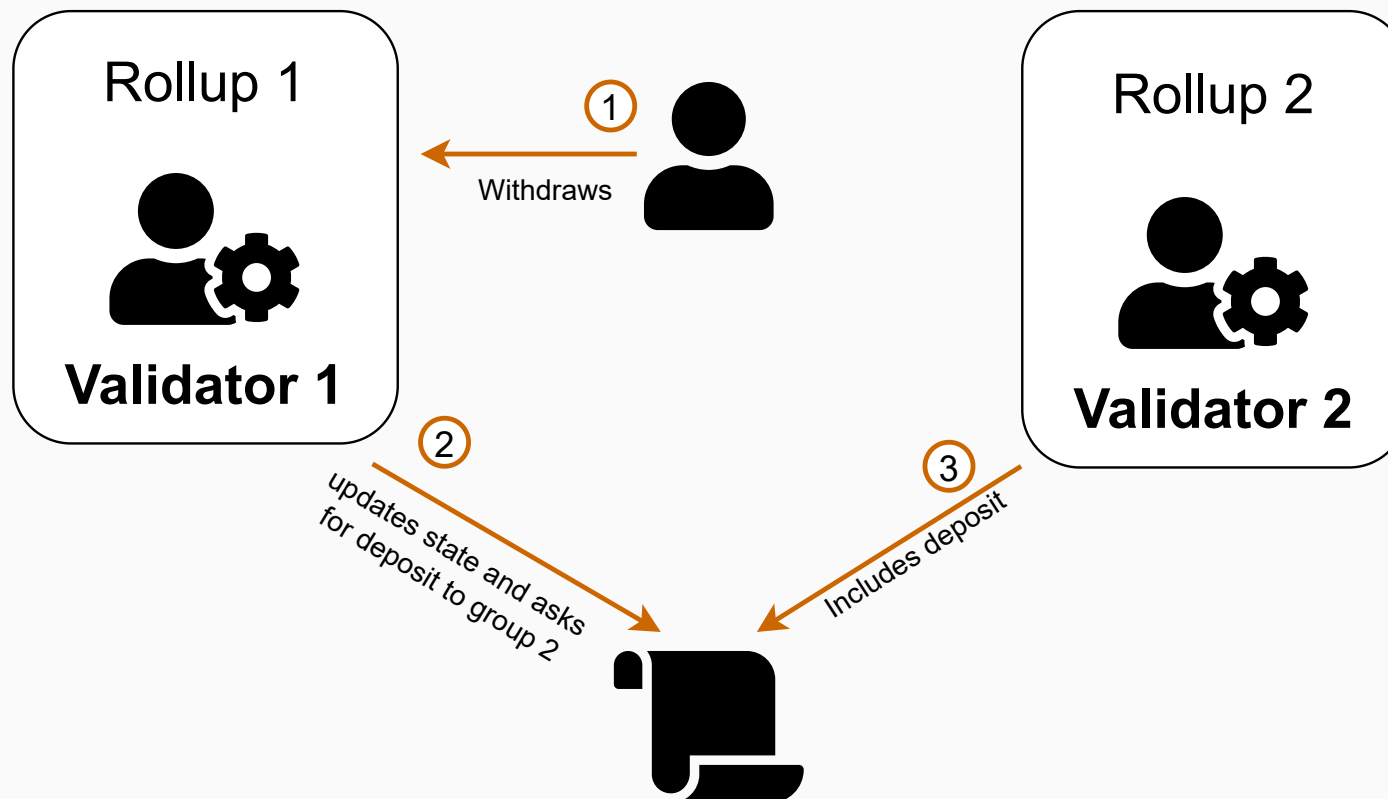 Rollup 1
Validator 1
1
Withdraws
Rollup 2
Validator 2
2
updates state and asks
for deposit to group 2
3
Includes deposit